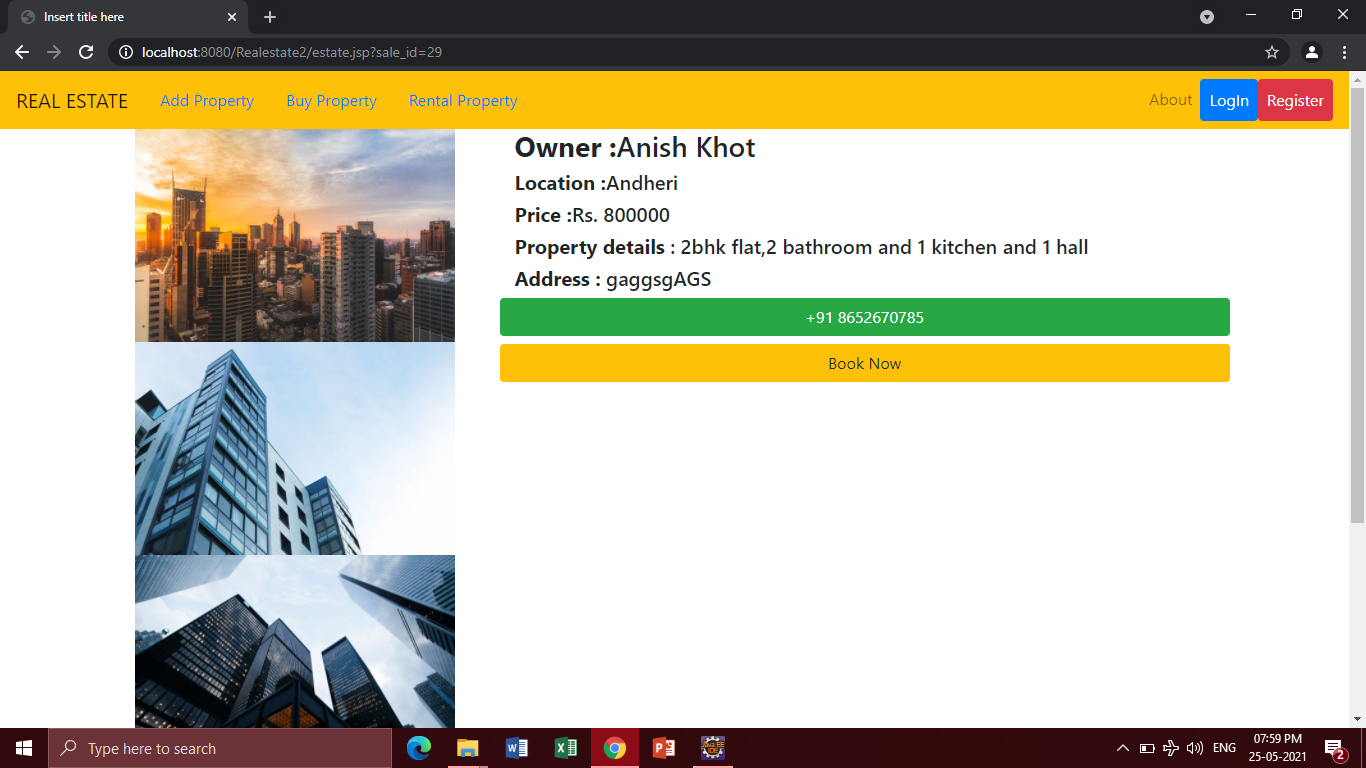 Insert title here
localhost:8080/Realestate2/estate.jsp?sale_id=29
REAL ESTATE Add Property Buy Property Rental Property About LogIn Register
Owner :Anish Khot
Location :Andheri
Price :Rs. 800000
Property details : 2bhk flat,2 bathroom and 1 kitchen and 1 hall
Address : gaggsgAGS
+91 8652670785
Book Now
Type here to search
ENG
07:59 PM
25-05-2021
2